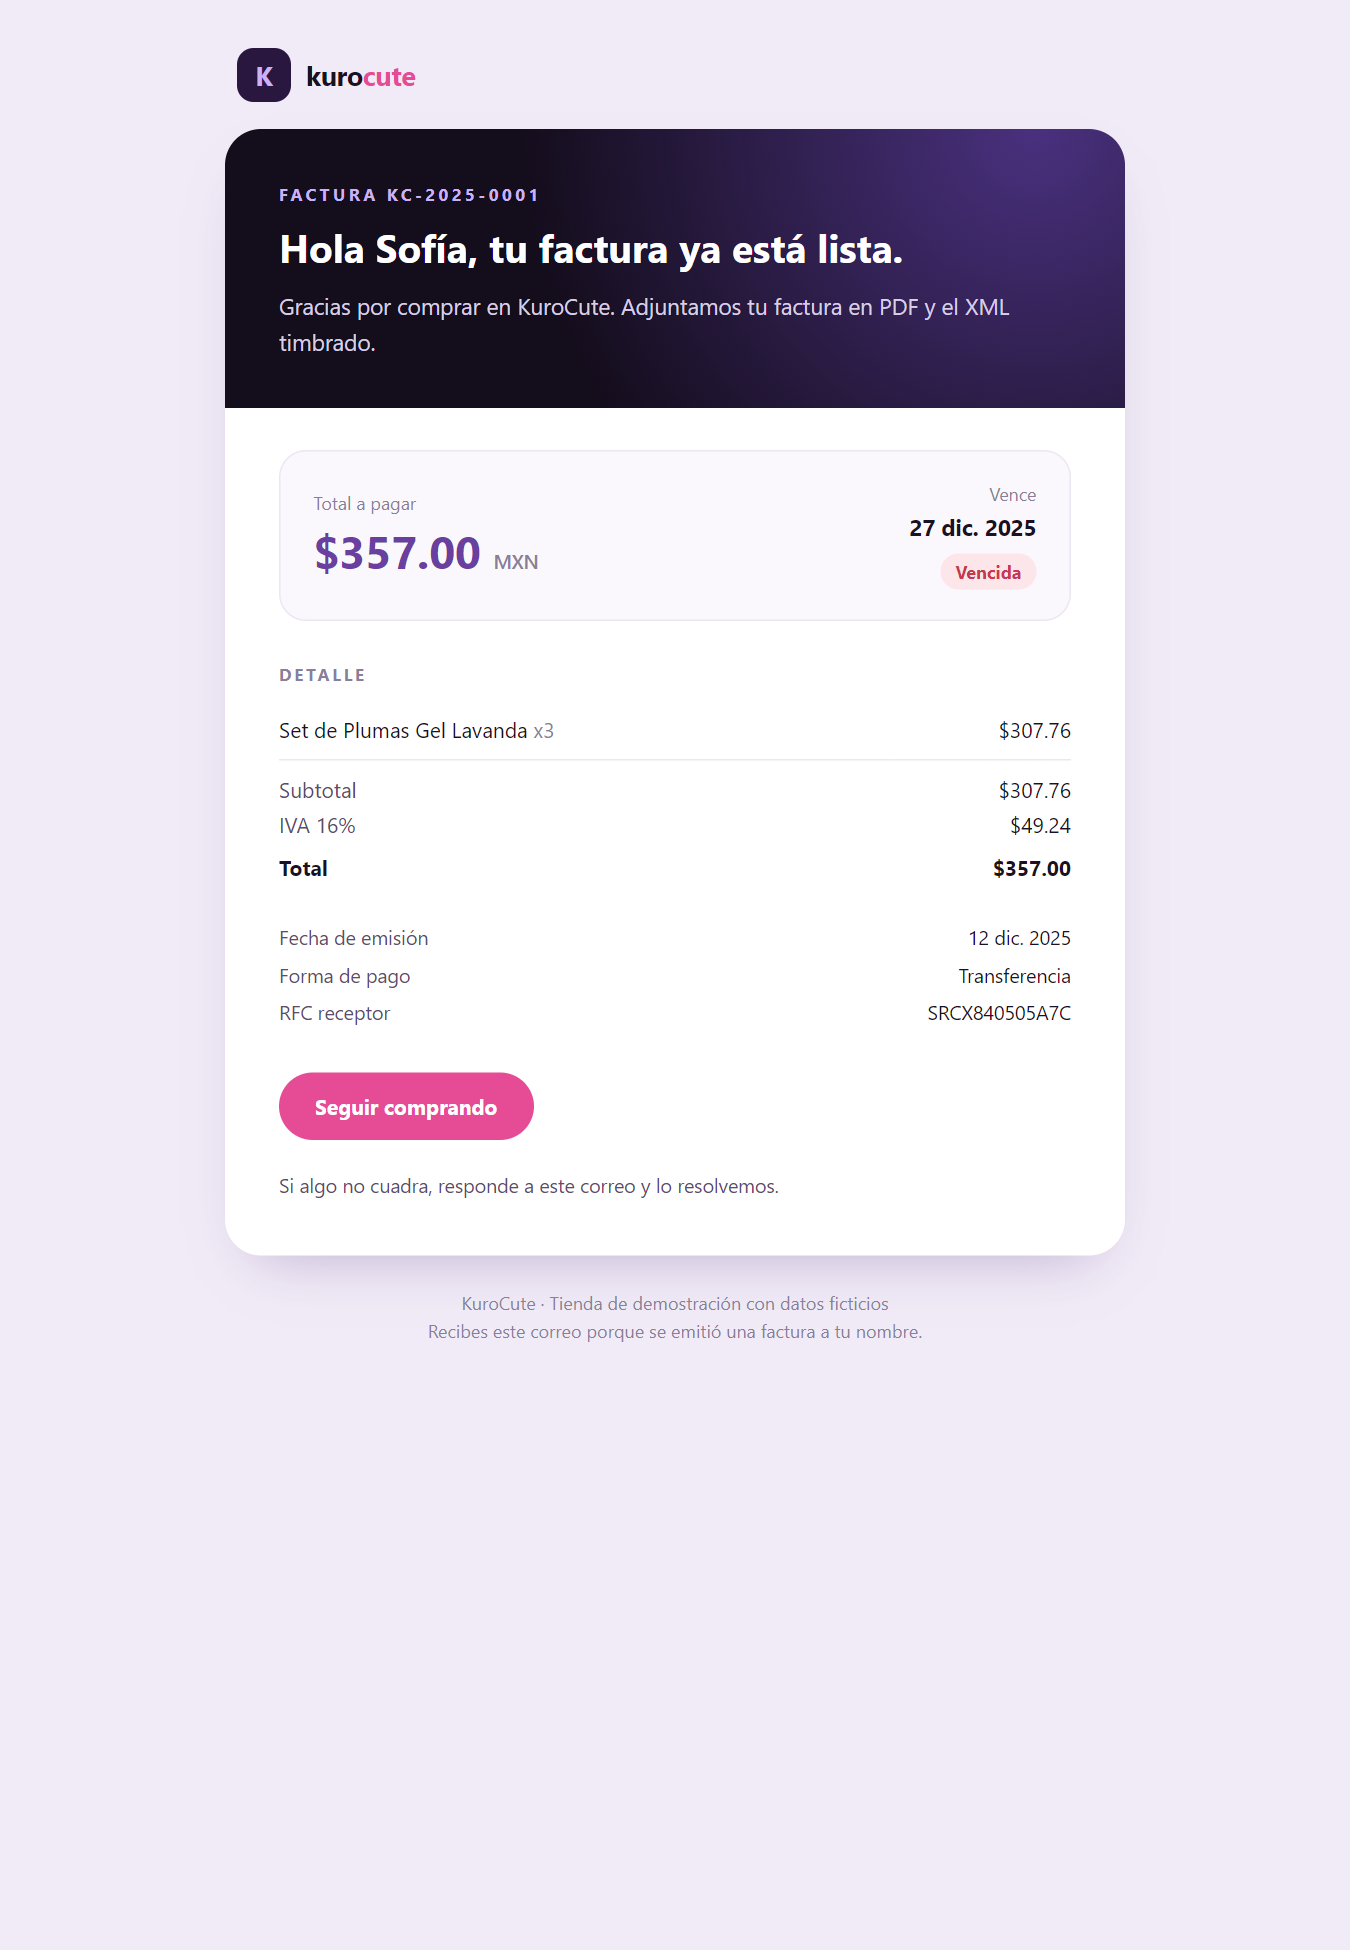 K kurocute
FACTURA KC-2025-0001
Hola Sofía, tu factura ya está lista.
Gracias por comprar en KuroCute. Adjuntamos tu factura en PDF y el XML
timbrado.
Total a pagar
$357.00 MXN
Vence
27 dic. 2025
Vencida
DETALLE
Set de Plumas Gel Lavanda x3 $307.76
Subtotal $307.76
IVA 16% $49.24
Total $357.00
Fecha de emisión 12 dic. 2025
Forma de pago Transferencia
RFC receptor SRCX840505A7C
Seguir comprando
Si algo no cuadra, responde a este correo y lo resolvemos.
KuroCute · Tienda de demostración con datos ficticios
Recibes este correo porque se emitió una factura a tu nombre.